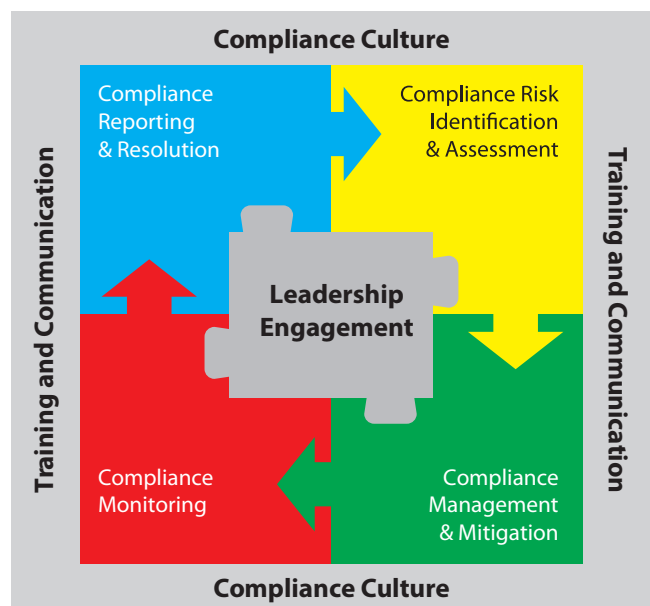 Compliance Culture
Compliance
Reporting
& Resolution
Compliance Risk
Identification
& Assessment
Training and Communication
Training and Communication
Leadership
Engagement
Compliance
Monitoring
Compliance
Management
& Mitigation
Compliance Culture